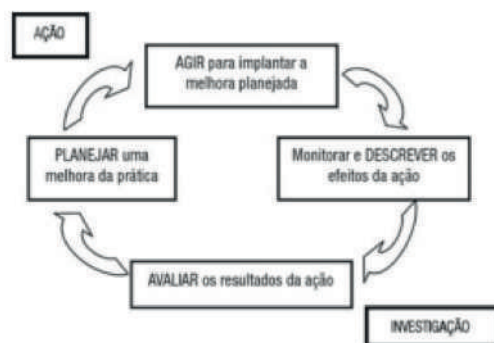 AÇÃO
AGIR para implantar a
melhora planejada
PLANEJAR uma
melhora da prática
Monitorar e DESCREVER os
efeitos da ação
AVALIAR os resultados da ação
INVESTIGAÇÃO